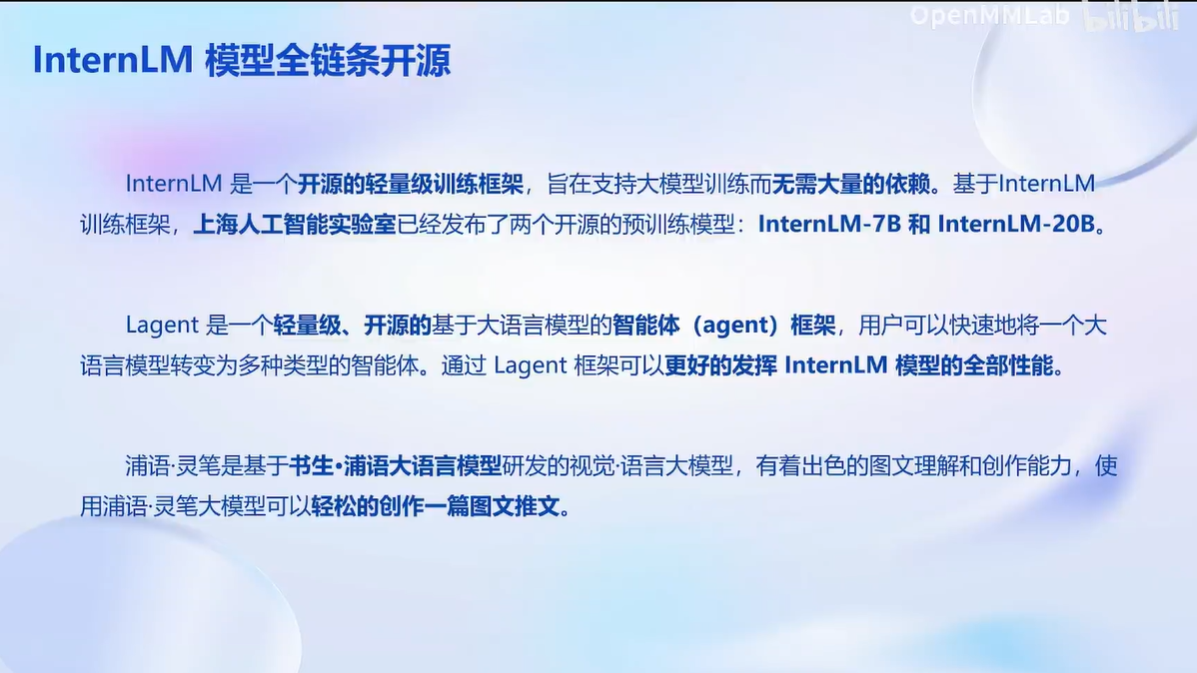 OpenMMLab bilibili
InternLM 模型全链条开源
InternLM 是一个开源的轻量级训练框架，旨在支持大模型训练而无需大量的依赖。基于InternLM
训练框架，上海人工智能实验室已经发布了两个开源的预训练模型：InternLM-7B 和 InternLM-20B。
Lagent 是一个轻量级、开源的基于大语言模型的智能体（agent）框架，用户可以快速地将一个大
语言模型转变为多种类型的智能体。通过 Lagent 框架可以更好的发挥 InternLM 模型的全部性能。
浦语·灵笔是基于书生·浦语大语言模型研发的视觉·语言大模型，有着出色的图文理解和创作能力，使
用浦语·灵笔大模型可以轻松的创作一篇图文推文。